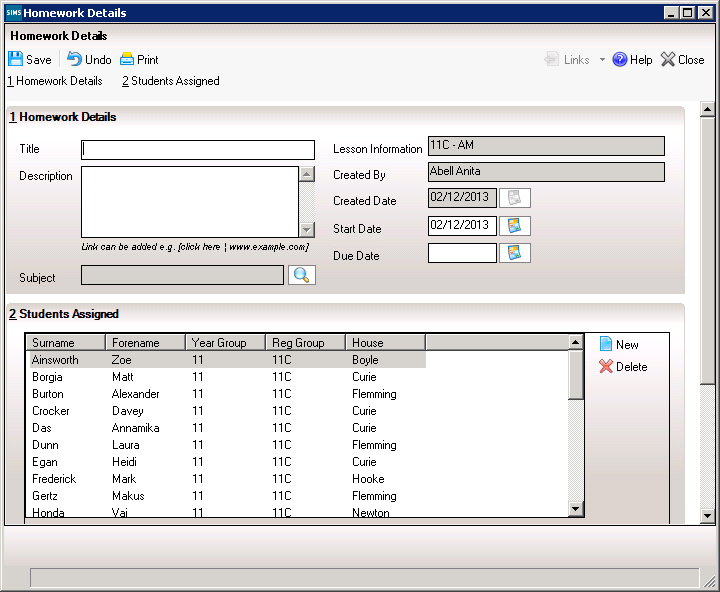 SIMS Homework Details
Homework Details
Save Undo Print Links Help Close
1 Homework Details 2 Students Assigned
1 Homework Details
Title
Lesson Information 11C - AM
Description
Created By Abell Anita
Created Date 02/12/2013
Start Date 02/12/2013
Link can be added e.g. [click here | www.example.com]
Due Date
Subject
2 Students Assigned
Surname Forename Year Group Reg Group House
Ainsworth Zoe 11 11C Boyle
Borgia Matt 11 11C Curie
Burton Alexander 11 11C Flemming
Crocker Davey 11 11C Curie
Das Annamika 11 11C Curie
Dunn Laura 11 11C Flemming
Egan Heidi 11 11C Curie
Frederick Mark 11 11C Hooke
Gertz Makus 11 11C Flemming
Honda Vai 11 11C Newton
New
Delete